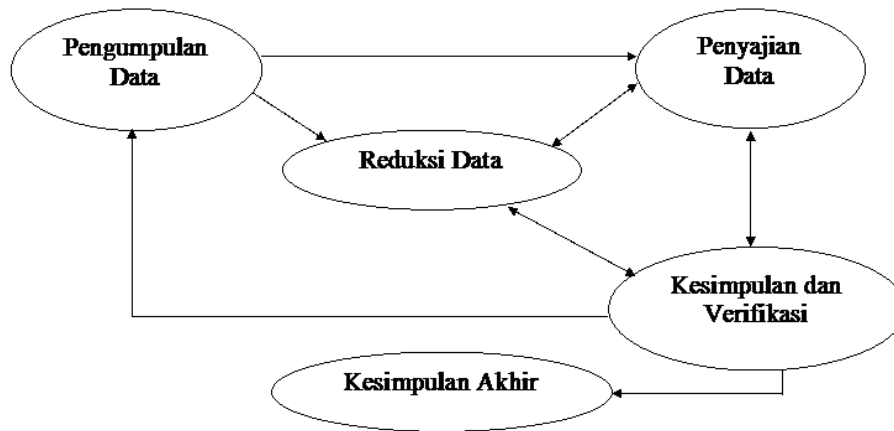 Pengumpulan
Data
Penyajian
Data
Reduksi Data
Kesimpulan dan
Verifikasi
Kesimpulan Akhir